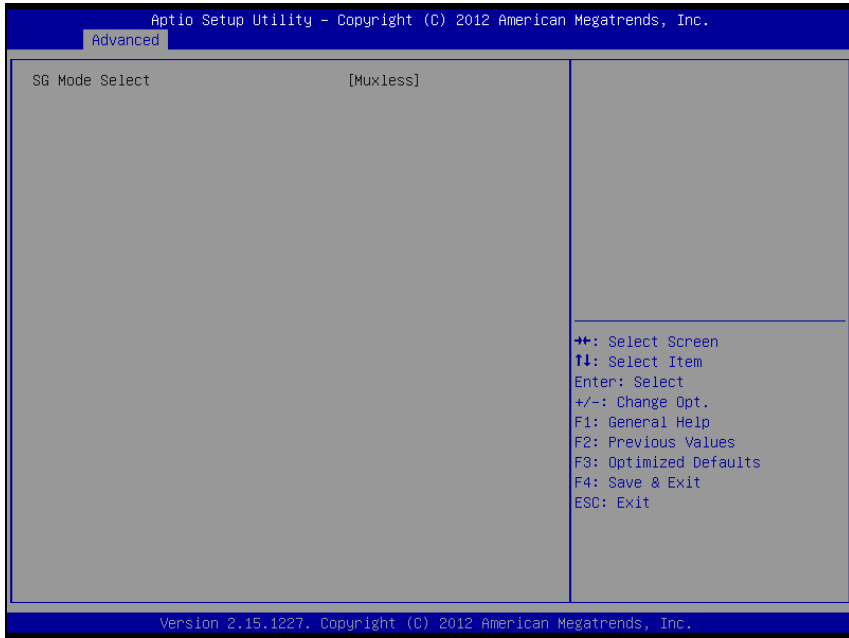 Aptio Setup Utility – Copyright (C) 2012 American Megatrends, Inc.
Advanced
SG Mode Select [Muxless]
→←: Select Screen
↑↓: Select Item
Enter: Select
+/-: Change Opt.
F1: General Help
F2: Previous Values
F3: Optimized Defaults
F4: Save & Exit
ESC: Exit
Version 2.15.1227. Copyright (C) 2012 American Megatrends, Inc.